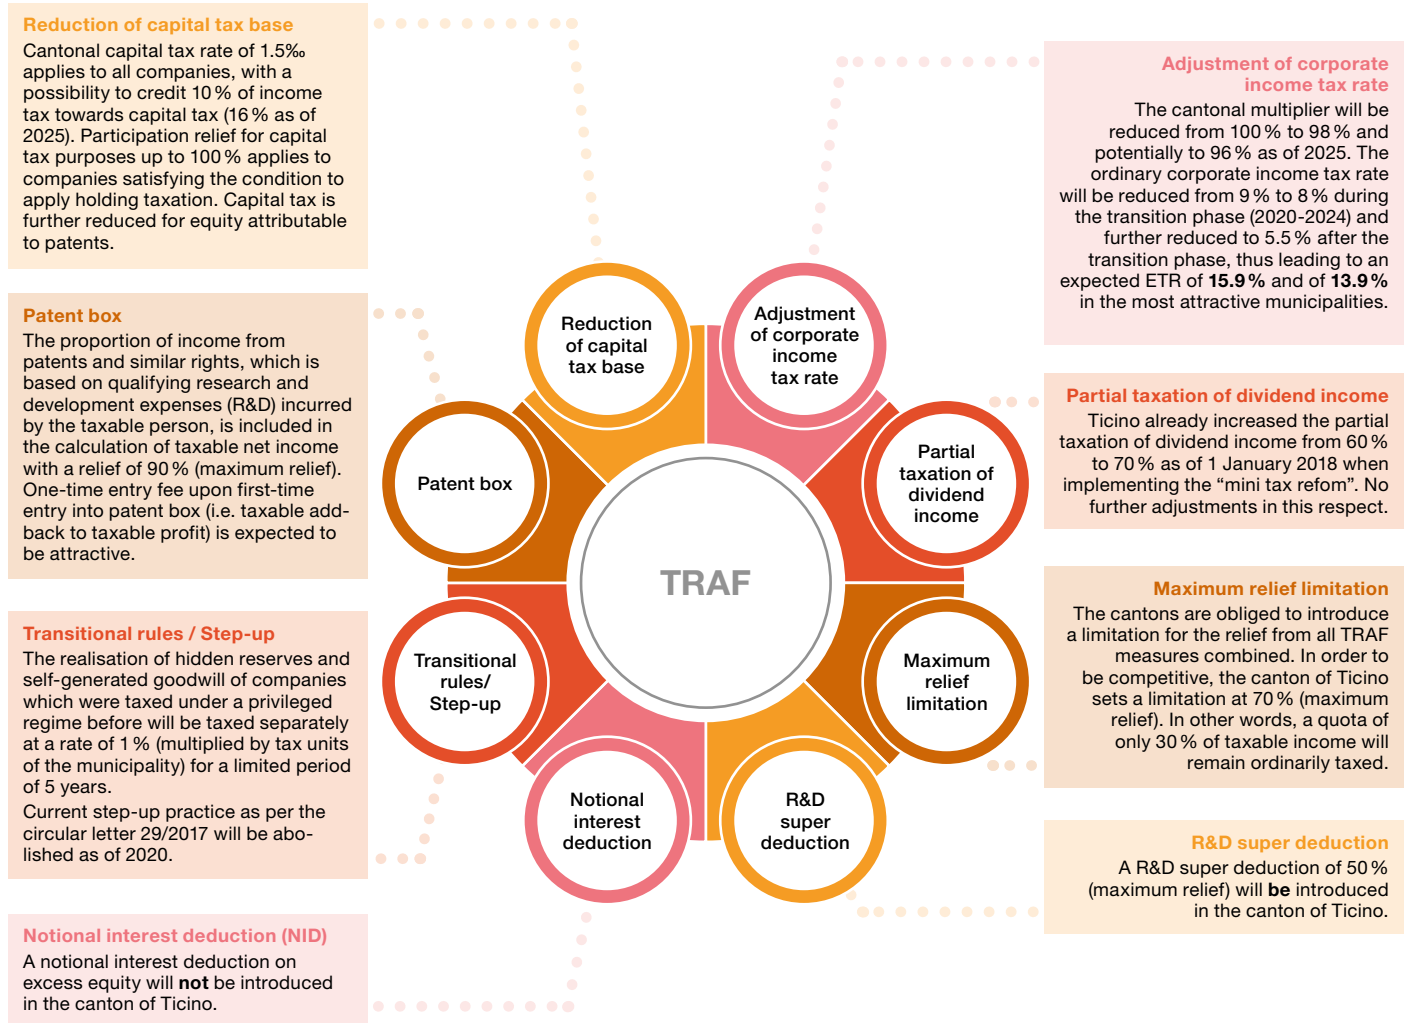 Reduction of capital tax base
Cantonal capital tax rate of 1.5‰
applies to all companies, with a
possibility to credit 10 % of income
tax towards capital tax (16 % as of
2025). Participation relief for capital
tax purposes up to 100 % applies to
companies satisfying the condition to
apply holding taxation. Capital tax is
further reduced for equity attributable
to patents.
Patent box
The proportion of income from
patents and similar rights, which is
based on qualifying research and
development expenses (R&D) incurred
by the taxable person, is included in
the calculation of taxable net income
with a relief of 90 % (maximum relief).
One-time entry fee upon first-time
entry into patent box (i.e. taxable add-
back to taxable profit) is expected to
be attractive.
Transitional rules / Step-up
The realisation of hidden reserves and
self-generated goodwill of companies
which were taxed under a privileged
regime before will be taxed separately
at a rate of 1 % (multiplied by tax units
of the municipality) for a limited period
of 5 years.
Current step-up practice as per the
circular letter 29/2017 will be abo-
lished as of 2020.
Notional interest deduction (NID)
A notional interest deduction on
excess equity will not be introduced
in the canton of Ticino.
Reduction
of capital
tax base
Adjustment
of corporate
income
tax rate
Patent box
Partial
taxation of
dividend
income
TRAF
Transitional
rules/
Step-up
Maximum
relief
limitation
Notional
interest
deduction
R&D
super
deduction
Adjustment of corporate
income tax rate
The cantonal multiplier will be
reduced from 100 % to 98 % and
potentially to 96 % as of 2025. The
ordinary corporate income tax rate
will be reduced from 9 % to 8 % during
the transition phase (2020-2024) and
further reduced to 5.5 % after the
transition phase, thus leading to an
expected ETR of 15.9 % and of 13.9 %
in the most attractive municipalities.
Partial taxation of dividend income
Ticino already increased the partial
taxation of dividend income from 60 %
to 70 % as of 1 January 2018 when
implementing the “mini tax refom”. No
further adjustments in this respect.
Maximum relief limitation
The cantons are obliged to introduce
a limitation for the relief from all TRAF
measures combined. In order to
be competitive, the canton of Ticino
sets a limitation at 70 % (maximum
relief). In other words, a quota of
only 30 % of taxable income will
remain ordinarily taxed.
R&D super deduction
A R&D super deduction of 50 %
(maximum relief) will be introduced
in the canton of Ticino.